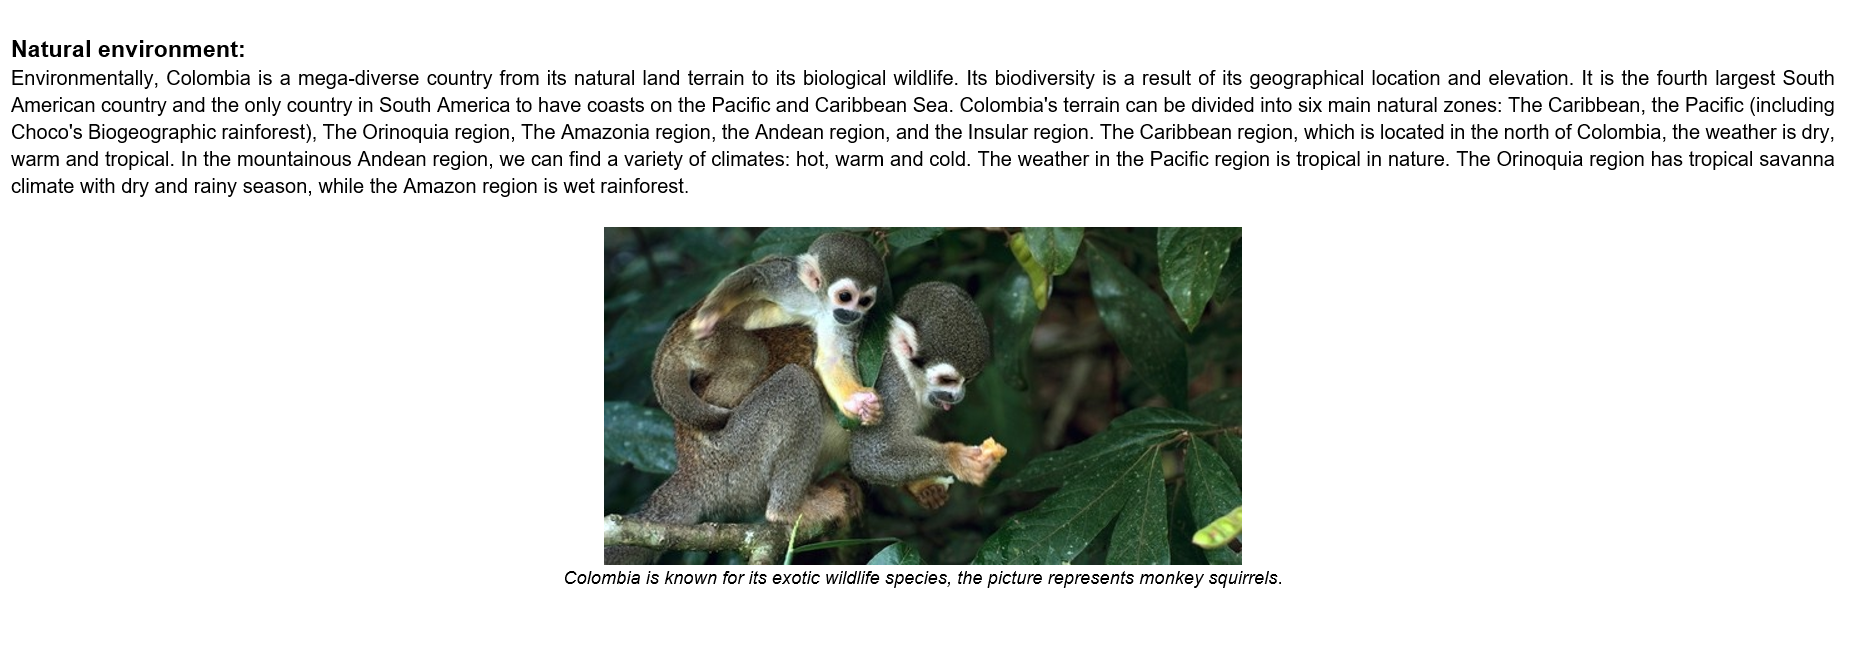 Natural environment:
Environmentally, Colombia is a mega-diverse country from its natural land terrain to its biological wildlife. Its biodiversity is a result of its geographical location and elevation. It is the fourth largest South
American country and the only country in South America to have coasts on the Pacific and Caribbean Sea. Colombia's terrain can be divided into six main natural zones: The Caribbean, the Pacific (including
Choco's Biogeographic rainforest), The Orinoquia region, The Amazonia region, the Andean region, and the Insular region. The Caribbean region, which is located in the north of Colombia, the weather is dry,
warm and tropical. In the mountainous Andean region, we can find a variety of climates: hot, warm and cold. The weather in the Pacific region is tropical in nature. The Orinoquia region has tropical savanna
climate with dry and rainy season, while the Amazon region is wet rainforest.
Colombia is known for its exotic wildlife species, the picture represents monkey squirrels.